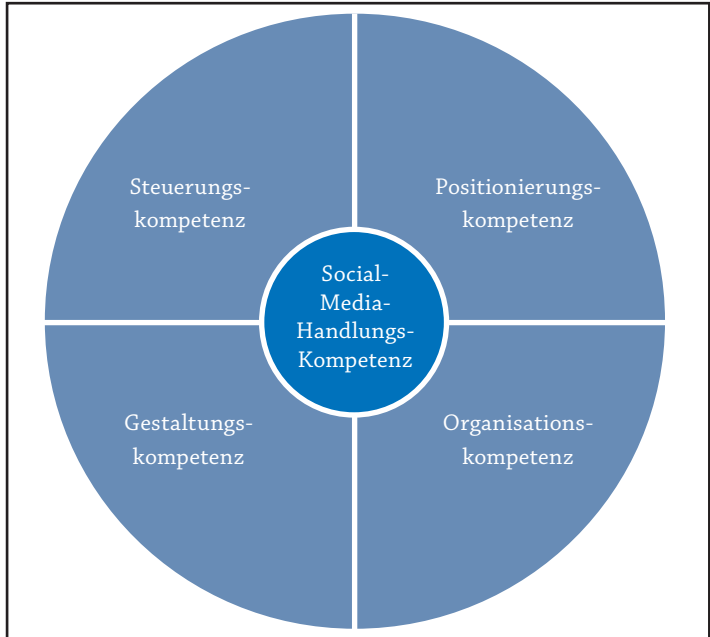 Steuerungs-
kompetenz
Positionierungs-
kompetenz
Social-
Media-
Handlungs-
Kompetenz
Gestaltungs-
kompetenz
Organisations-
kompetenz